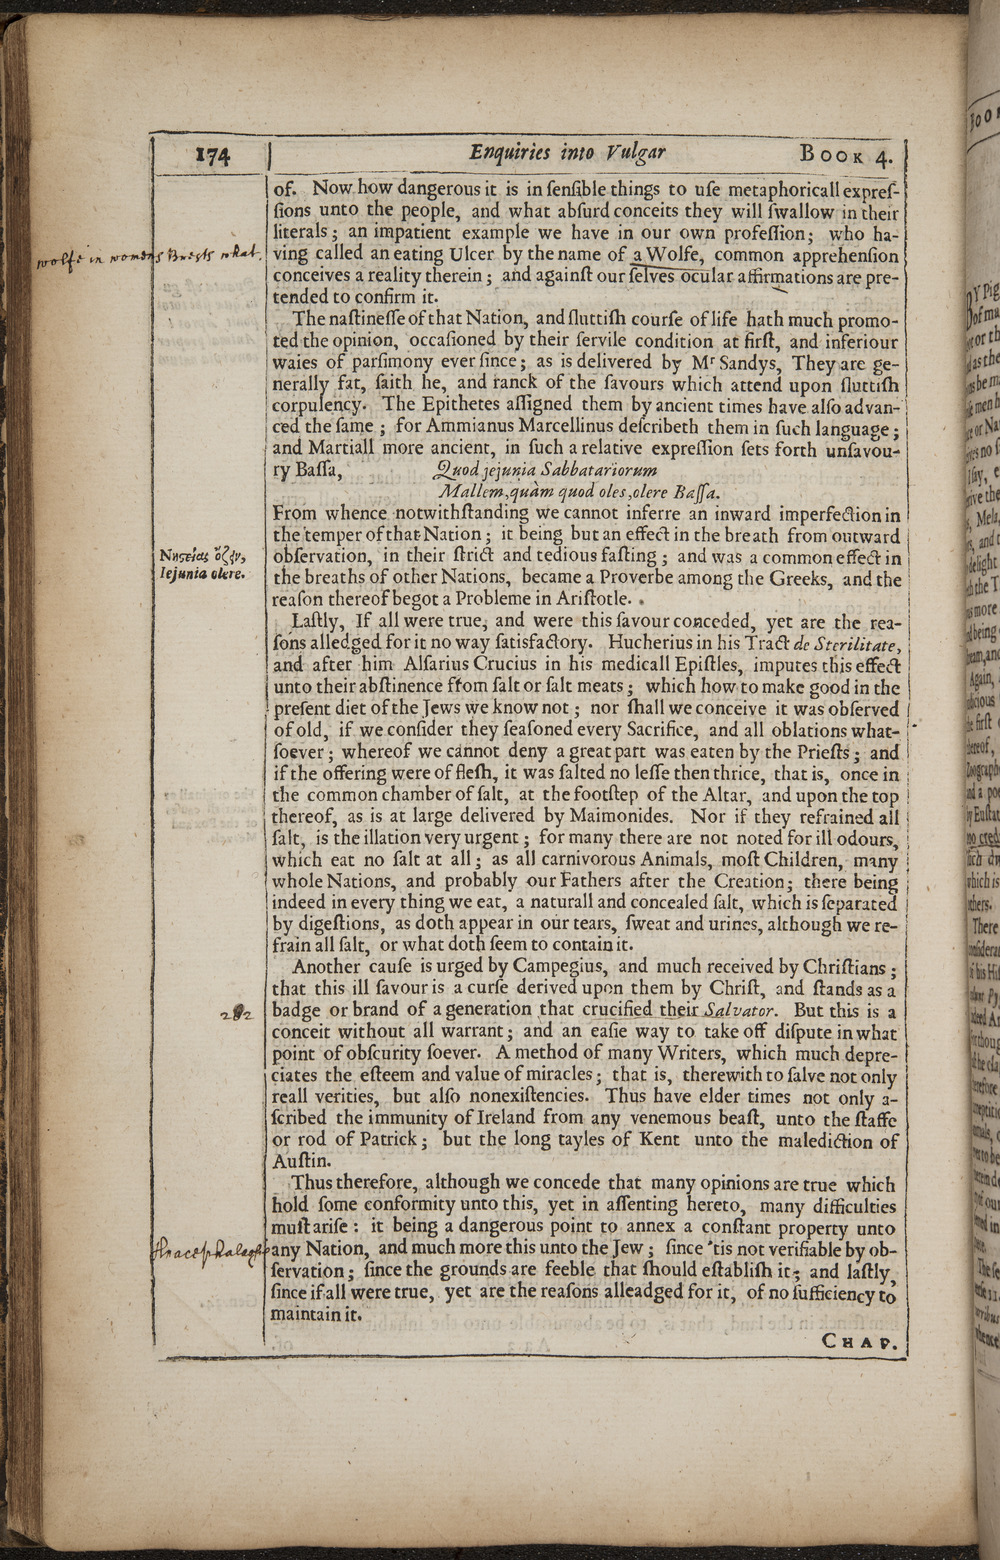 174 Enquiries into Vulgar Book 4.
of. Now how dangerous it is in ſenſible things to uſe metaphoricall expreſ-
ſions unto the people, and what abſurd conceits they will ſwallow in their
literals; an impatient example we have in our own profeſſion; who ha-
wolfe in womens Brests what.
ving called an eating Ulcer by the name of a Wolfe, common apprehenſion
conceives a reality therein; and againſt our ſelves ocular affirmations are pre-
tended to confirm it.
The naſtineſſe of that Nation, and ſluttiſh courſe of life hath much promo-
ted the opinion, occaſioned by their ſervile condition at firſt, and inferiour
waies of parſimony ever ſince; as is delivered by Mr Sandys, They are ge-
nerally fat, ſaith he, and ranck of the ſavours which attend upon ſluttiſh
corpulency. The Epithetes aſſigned them by ancient times have alſo advan-
ced the ſame; for Ammianus Marcellinus deſcribeth them in ſuch language;
and Martiall more ancient, in ſuch a relative expreſſion ſets forth unſavou-
ry Baſſa, Quod jejunia Sabbatariorum
Mallem, quàm quod oles, olere Baſſa.
From whence notwithſtanding we cannot inferre an inward imperfection in
the temper of that Nation; it being but an effect in the breath from outward
Νηστείας ὄζειν,
Iejunia olere.
obſervation, in their ſtrict and tedious faſting; and was a common effect in
the breaths of other Nations, became a Proverbe among the Greeks, and the
reaſon thereof begot a Probleme in Ariſtotle.
Laſtly, If all were true, and were this ſavour conceded, yet are the rea-
ſons alledged for it no way ſatisfactory. Hucherius in his Tract de Sterilitate,
and after him Alſarius Crucius in his medicall Epiſtles, imputes this effect
unto their abſtinence ffom ſalt or ſalt meats; which how to make good in the
preſent diet of the Jews we know not; nor ſhall we conceive it was obſerved
of old, if we conſider they ſeaſoned every Sacrifice, and all oblations what-
ſoever; whereof we cannot deny a great part was eaten by the Prieſts; and
if the offering were of fleſh, it was ſalted no leſſe then thrice, that is, once in
the common chamber of ſalt, at the footſtep of the Altar, and upon the top
thereof, as is at large delivered by Maimonides. Nor if they refrained all
ſalt, is the illation very urgent; for many there are not noted for ill odours,
which eat no ſalt at all; as all carnivorous Animals, moſt Children, many
whole Nations, and probably our Fathers after the Creation; there being
indeed in every thing we eat, a naturall and concealed ſalt, which is ſeparated
by digeſtions, as doth appear in our tears, ſweat and urines, although we re-
frain all ſalt, or what doth ſeem to contain it.
Another cauſe is urged by Campegius, and much received by Chriſtians;
that this ill ſavour is a curſe derived upon them by Chriſt, and ſtands as a
badge or brand of a generation that crucified their Salvator. But this is a
conceit without all warrant; and an eaſie way to take off diſpute in what
point of obſcurity ſoever. A method of many Writers, which much depre-
ciates the eſteem and value of miracles; that is, therewith to ſalve not only
reall verities, but alſo nonexiſtencies. Thus have elder times not only a-
ſcribed the immunity of Ireland from any venemous beaſt, unto the ſtaffe
or rod of Patrick; but the long tayles of Kent unto the malediction of
Auſtin.
Thus therefore, although we concede that many opinions are true which
hold ſome conformity unto this, yet in aſſenting hereto, many difficulties
muſt ariſe: it being a dangerous point to annex a conſtant property unto
any Nation, and much more this unto the Jew; ſince 'tis not verifiable by ob-
ſervation; ſince the grounds are feeble that ſhould eſtabliſh it; and laſtly,
ſince if all were true, yet are the reaſons alleadged for it, of no ſufficiency to
maintain it.
Chap.